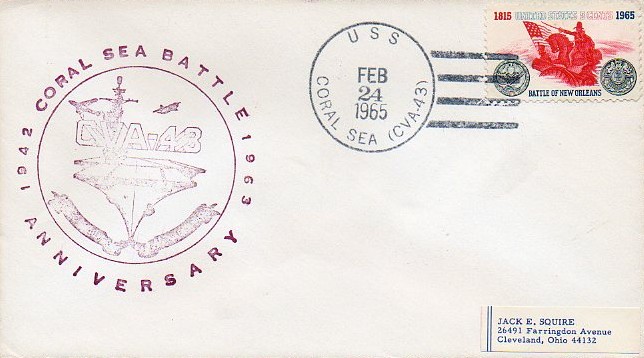 1942 CORAL SEA BATTLE 1963
CVA-43
ANNIVERSARY
USS
FEB
24
1965
CORAL SEA (CVA-43)
1815 UNITED STATES 5 CENTS 1965
BATTLE OF NEW ORLEANS
JACK E. SQUIRE
26491 Farringdon Avenue
Cleveland, Ohio 44132